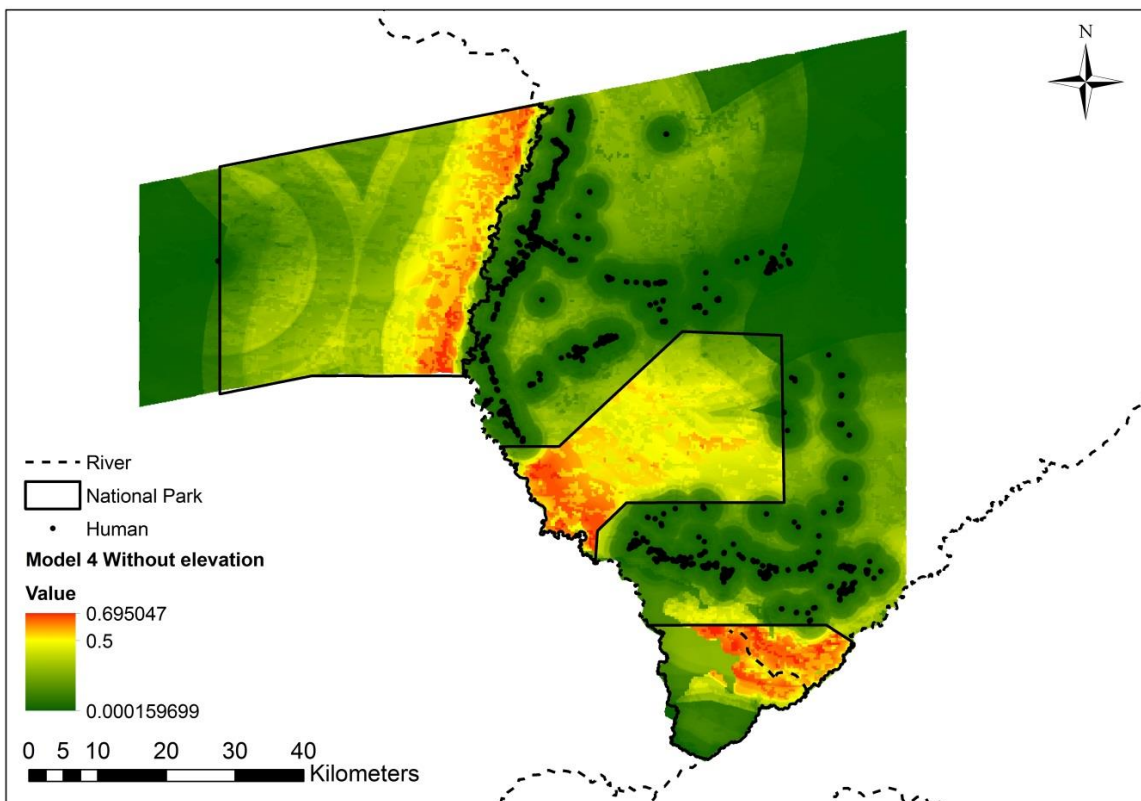 N
River
National Park
Human
Model 4 Without elevation
Value
0.695047
0.5
0.000159699
0 5 10 20 30 40
Kilometers